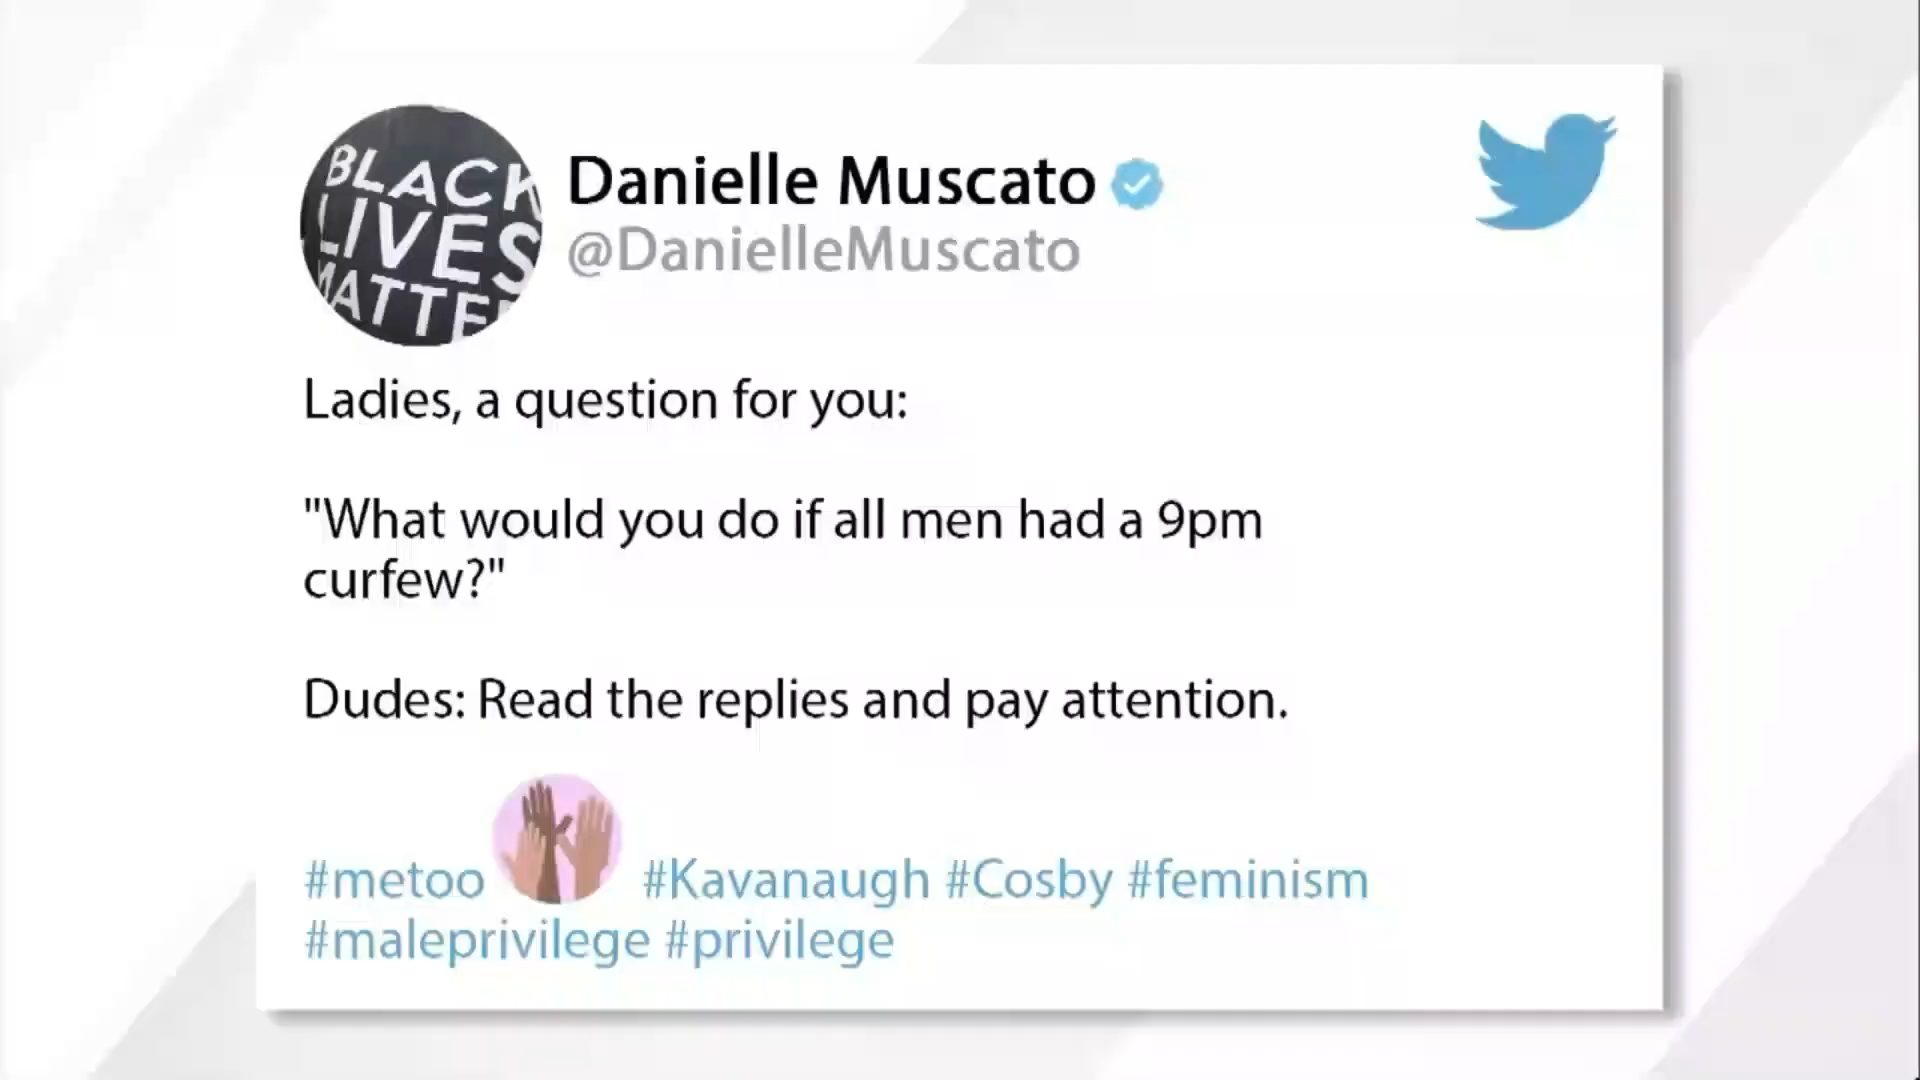 BLACK
LIVES
MATTE
Danielle Muscato
@DanielleMuscato
Ladies, a question for you:
"What would you do if all men had a 9pm
curfew?"
Dudes: Read the replies and pay attention.
#metoo #Kavanaugh #Cosby #feminism
#maleprivilege #privilege